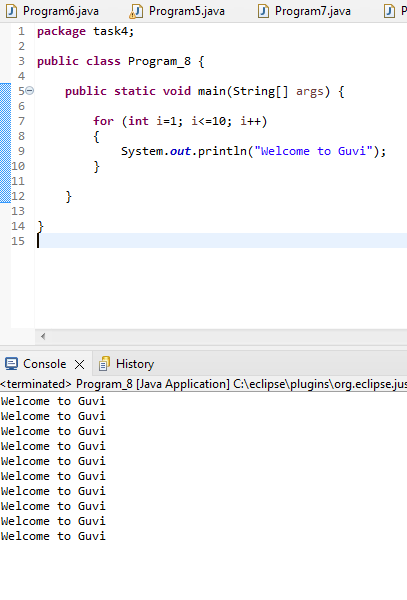 Program6.java Program5.java Program7.java P
1 package task4;
2
3 public class Program_8 {
4
5 public static void main(String[] args) {
6
7 for (int i=1; i<=10; i++)
8 {
9 System.out.println("Welcome to Guvi");
10 }
11
12 }
13
14 }
15
Console History
<terminated> Program_8 [Java Application] C:\eclipse\plugins\org.eclipse.jus
Welcome to Guvi
Welcome to Guvi
Welcome to Guvi
Welcome to Guvi
Welcome to Guvi
Welcome to Guvi
Welcome to Guvi
Welcome to Guvi
Welcome to Guvi
Welcome to Guvi